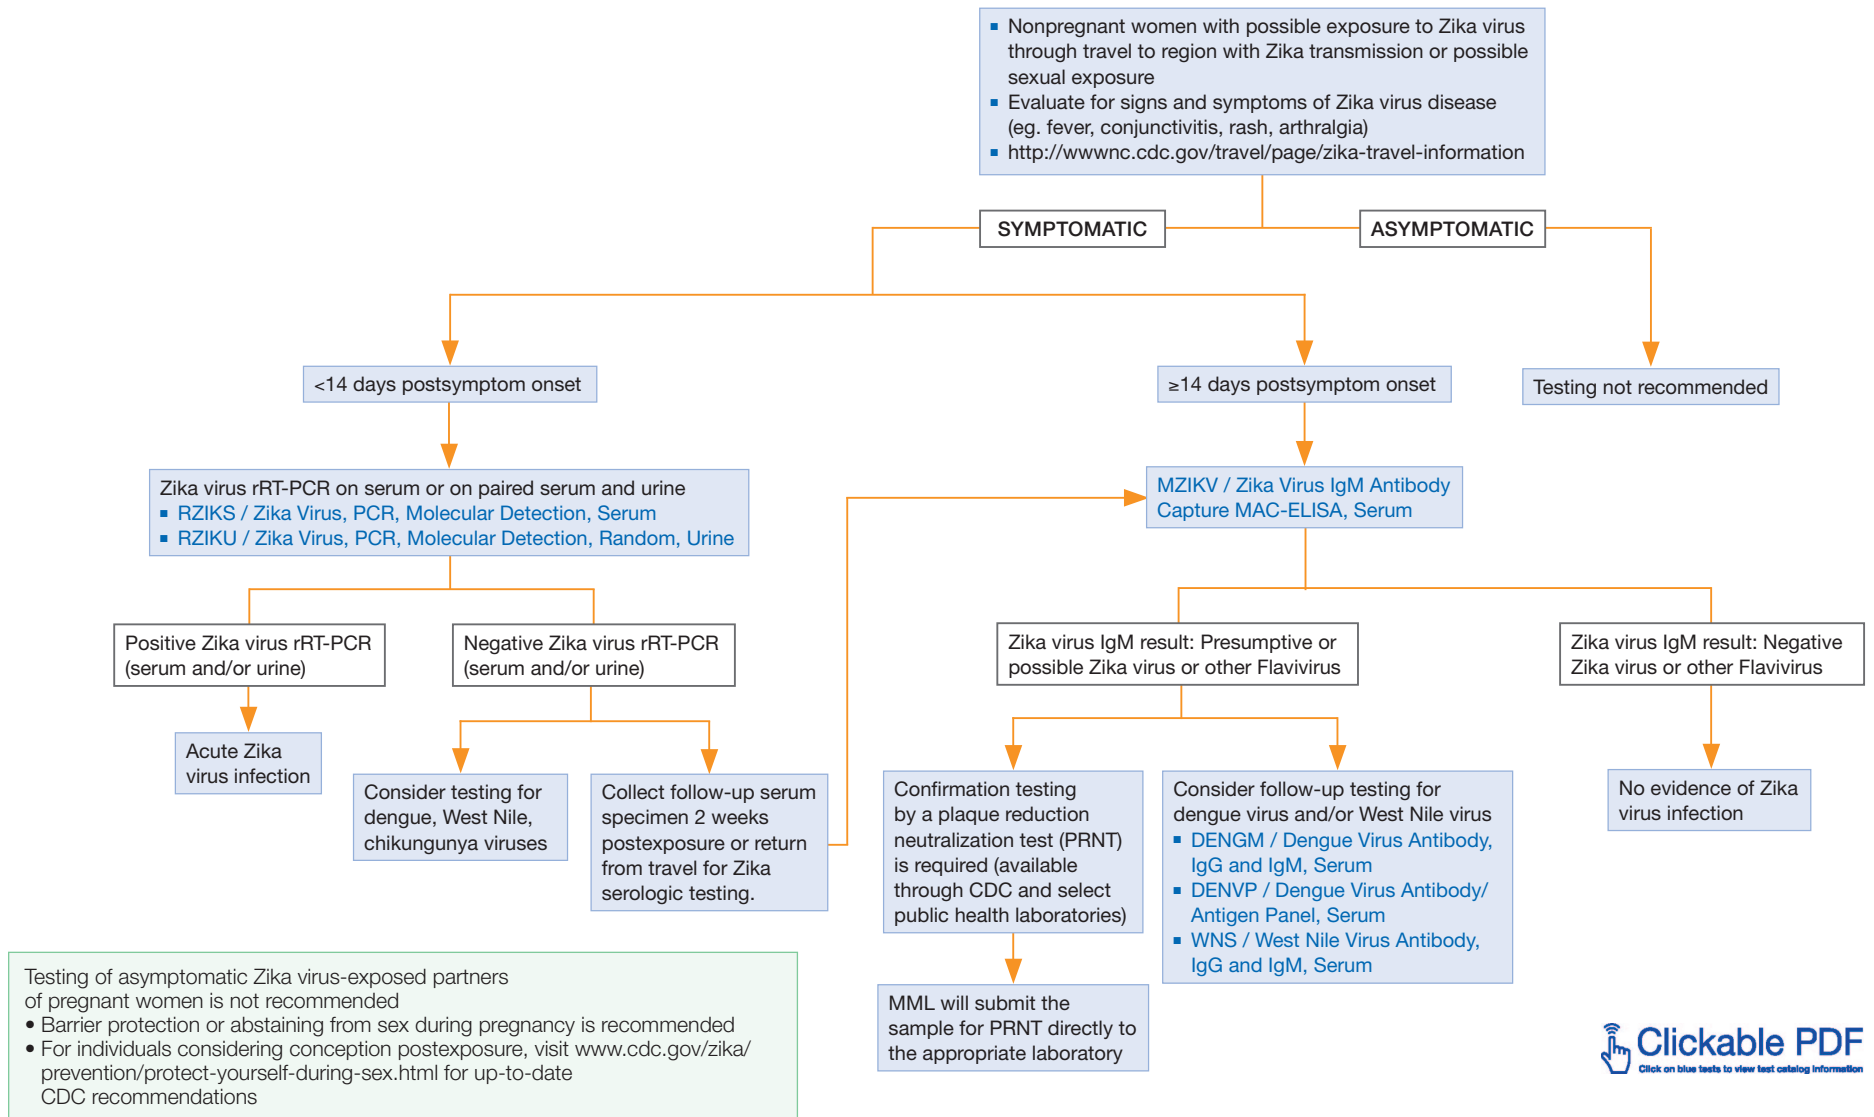 ▪ Nonpregnant women with possible exposure to Zika virus
through travel to region with Zika transmission or possible
sexual exposure
▪ Evaluate for signs and symptoms of Zika virus disease
(eg. fever, conjunctivitis, rash, arthralgia)
▪ http://wwwnc.cdc.gov/travel/page/zika-travel-information
SYMPTOMATIC
ASYMPTOMATIC
<14 days postsymptom onset
≥14 days postsymptom onset
Testing not recommended
Zika virus rRT-PCR on serum or on paired serum and urine
▪ RZIKS / Zika Virus, PCR, Molecular Detection, Serum
▪ RZIKU / Zika Virus, PCR, Molecular Detection, Random, Urine
MZIKV / Zika Virus IgM Antibody
Capture MAC-ELISA, Serum
Positive Zika virus rRT-PCR
(serum and/or urine)
Negative Zika virus rRT-PCR
(serum and/or urine)
Zika virus IgM result: Presumptive or
possible Zika virus or other Flavivirus
Zika virus IgM result: Negative
Zika virus or other Flavivirus
Acute Zika
virus infection
Consider testing for
dengue, West Nile,
chikungunya viruses
Collect follow-up serum
specimen 2 weeks
postexposure or return
from travel for Zika
serologic testing.
Confirmation testing
by a plaque reduction
neutralization test (PRNT)
is required (available
through CDC and select
public health laboratories)
Consider follow-up testing for
dengue virus and/or West Nile virus
▪ DENGM / Dengue Virus Antibody,
IgG and IgM, Serum
▪ DENVP / Dengue Virus Antibody/
Antigen Panel, Serum
▪ WNS / West Nile Virus Antibody,
IgG and IgM, Serum
No evidence of Zika
virus infection
MML will submit the
sample for PRNT directly to
the appropriate laboratory
Testing of asymptomatic Zika virus-exposed partners
of pregnant women is not recommended
• Barrier protection or abstaining from sex during pregnancy is recommended
• For individuals considering conception postexposure, visit www.cdc.gov/zika/
prevention/protect-yourself-during-sex.html for up-to-date
CDC recommendations
Clickable PDF
Click on blue tests to view test catalog information